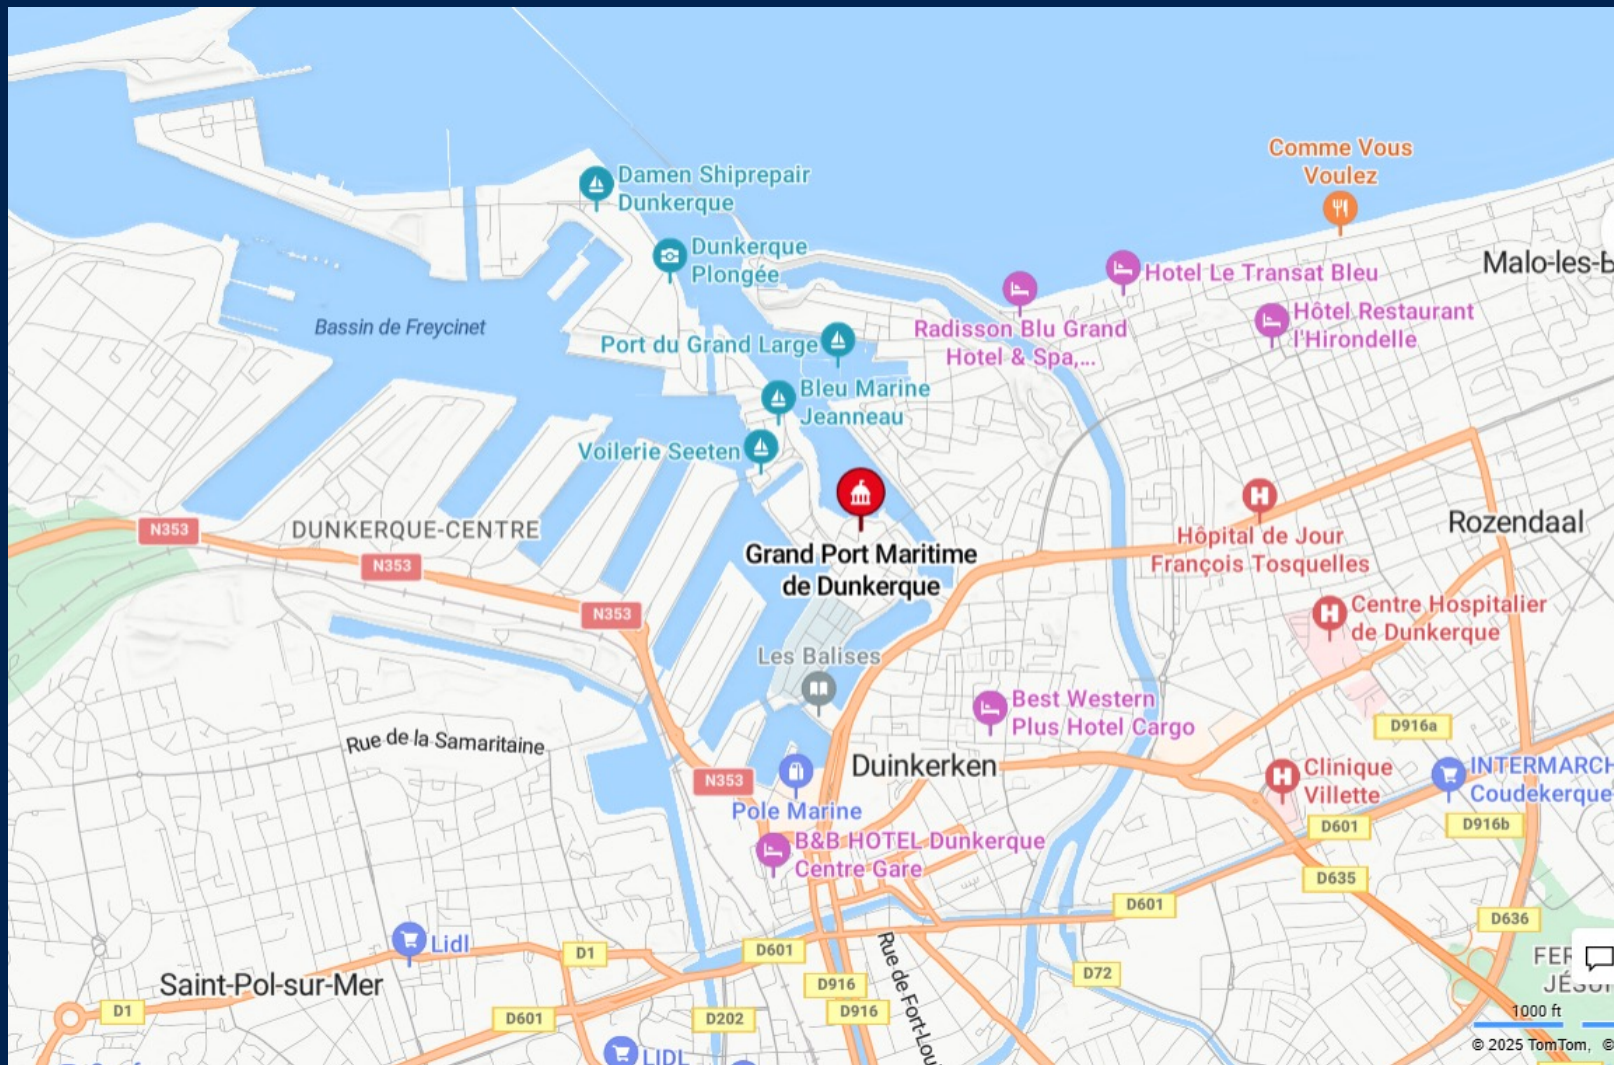 Comme Vous
Voulez
Damen Shiprepair
Dunkerque
Dunkerque
Plongée
Malo-les-B
Hotel Le Transat Bleu
Hôtel Restaurant
l'Hirondelle
Bassin de Freycinet
Radisson Blu Grand
Hotel & Spa,...
Port du Grand Large
Bleu Marine
Jeanneau
Voilerie Seeten
N353
DUNKERQUE-CENTRE
N353
N353
Grand Port Maritime
de Dunkerque
Hôpital de Jour
François Tosquelles
Rozendaal
Centre Hospitalier
de Dunkerque
Les Balises
Best Western
Plus Hotel Cargo
D916a
Rue de la Samaritaine
N353
Duinkerken
Pole Marine
Clinique
Villette
INTERMARCH
Coudekerque
D601
D916b
B&B HOTEL Dunkerque
Centre Gare
D635
D601
D636
Lidl
D1
D601
Rue de Fort-Lou
FER
D72
Saint-Pol-sur-Mer
D916
D1
D601
D202
D916
1000 ft
LIDL
© 2025 TomTom, ©